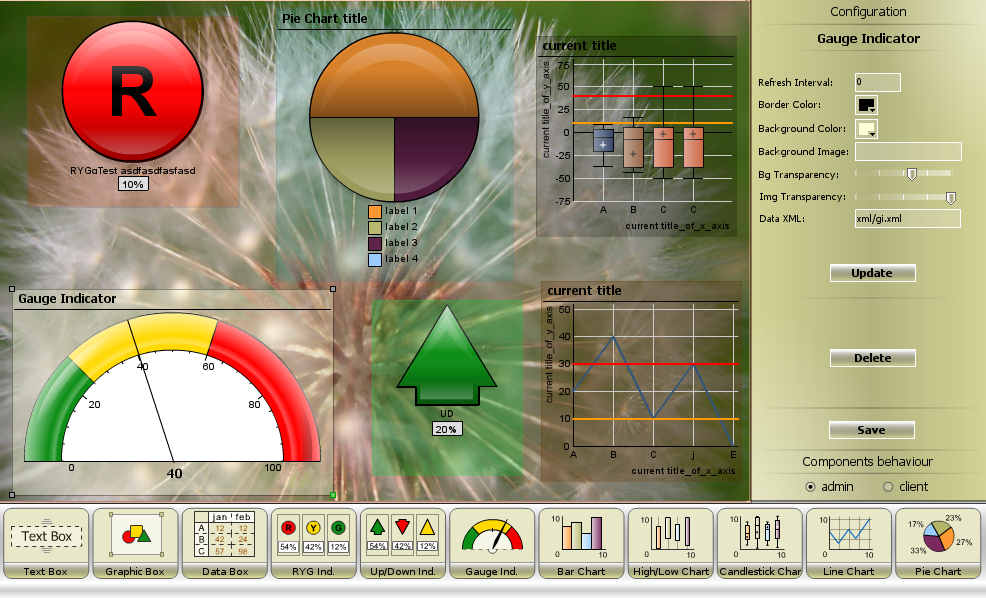 R
RYGaTest asdfasdfasfasd
10%
Pie Chart title
label 1
label 2
label 3
label 4
current title
current title_of_y_axis
75
50
25
0
-25
-50
-75
A B C C
current title_of_x_axis
Gauge Indicator
0 20 40 60 80 100
40
UD
20%
current title
current title_of_y_axis
50
40
30
20
10
0
A B C j E
current title_of_x_axis
Configuration
Gauge Indicator
Refresh Interval: 0
Border Color:
Background Color:
Background Image:
Bg Transparency:
Img Transparency:
Data XML: xml/gi.xml
Update
Delete
Save
Components behaviour
admin client
Text Box
Text Box
Graphic Box
jan feb
A 12 12
B 42 24
C 57 98
Data Box
R Y G
54% 42% 12%
RYG Ind.
54% 42% 12%
Up/Down Ind.
Gauge Ind.
10
0 10
Bar Chart
10
0 10
High/Low Chart
10
0 10
Candlestick Char
10
0 10
Line Chart
17% 23%
33% 27%
Pie Chart